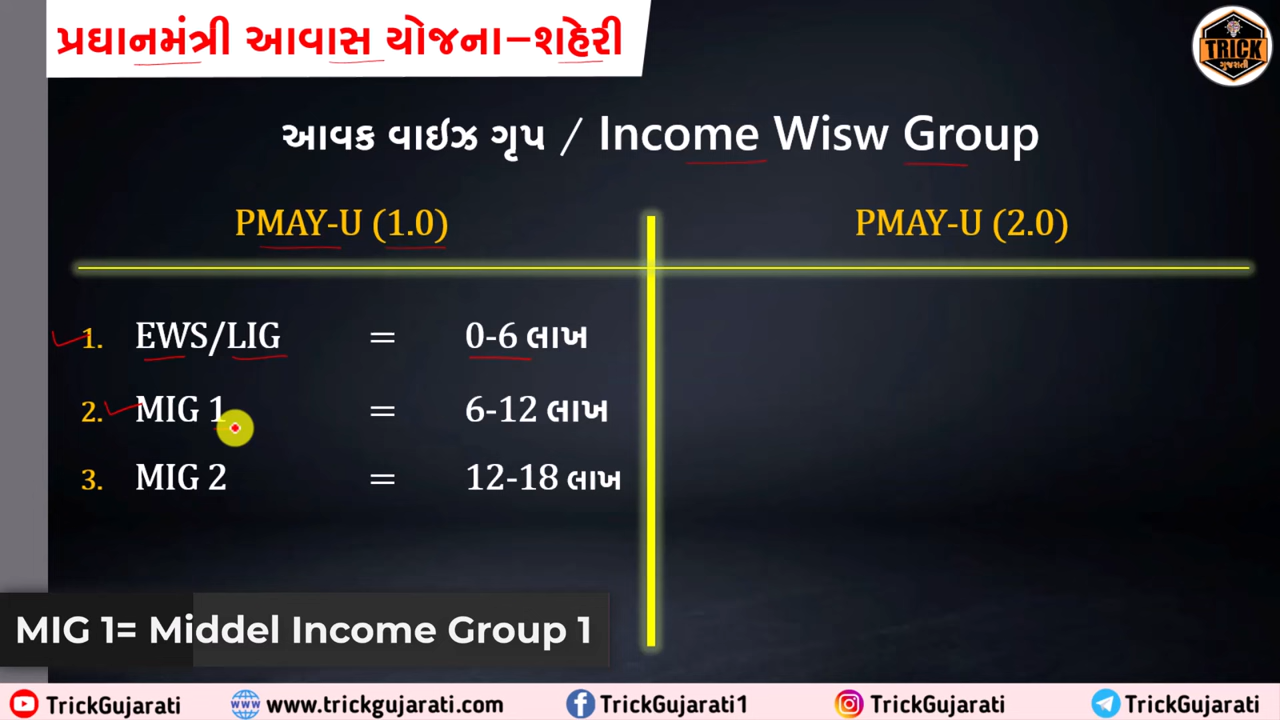 પ્રધાનમંત્રી આવાસ યોજના-શહેરી
TRICK
ગુજરાતી
આવક વાઇઝ ગૃપ / Income Wisw Group
PMAY-U (1.0)
PMAY-U (2.0)
1. EWS/LIG = 0-6 લાખ
2. MIG 1 = 6-12 લાખ
3. MIG 2 = 12-18 લાખ
MIG 1= Middel Income Group 1
TrickGujarati www.trickgujarati.com TrickGujarati1 TrickGujarati TrickGujarati